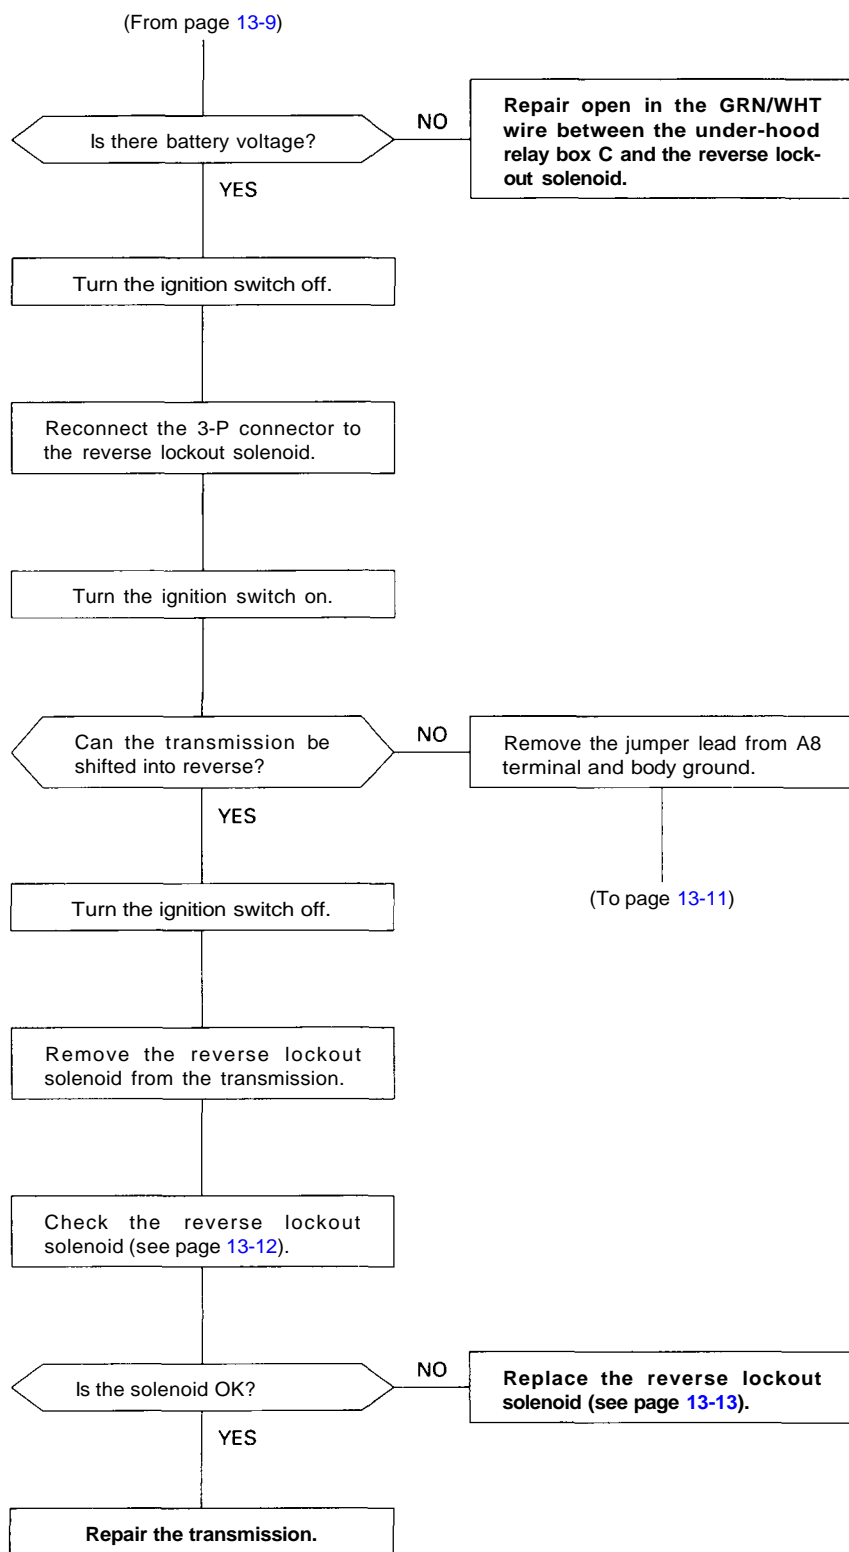 (From page 13-9)
Is there battery voltage?
NO
Repair open in the GRN/WHT
wire between the under-hood
relay box C and the reverse lock-
out solenoid.
YES
Turn the ignition switch off.
Reconnect the 3-P connector to
the reverse lockout solenoid.
Turn the ignition switch on.
Can the transmission be
shifted into reverse?
NO
Remove the jumper lead from A8
terminal and body ground.
YES
(To page 13-11)
Turn the ignition switch off.
Remove the reverse lockout
solenoid from the transmission.
Check the reverse lockout
solenoid (see page 13-12).
Is the solenoid OK?
NO
Replace the reverse lockout
solenoid (see page 13-13).
YES
Repair the transmission.